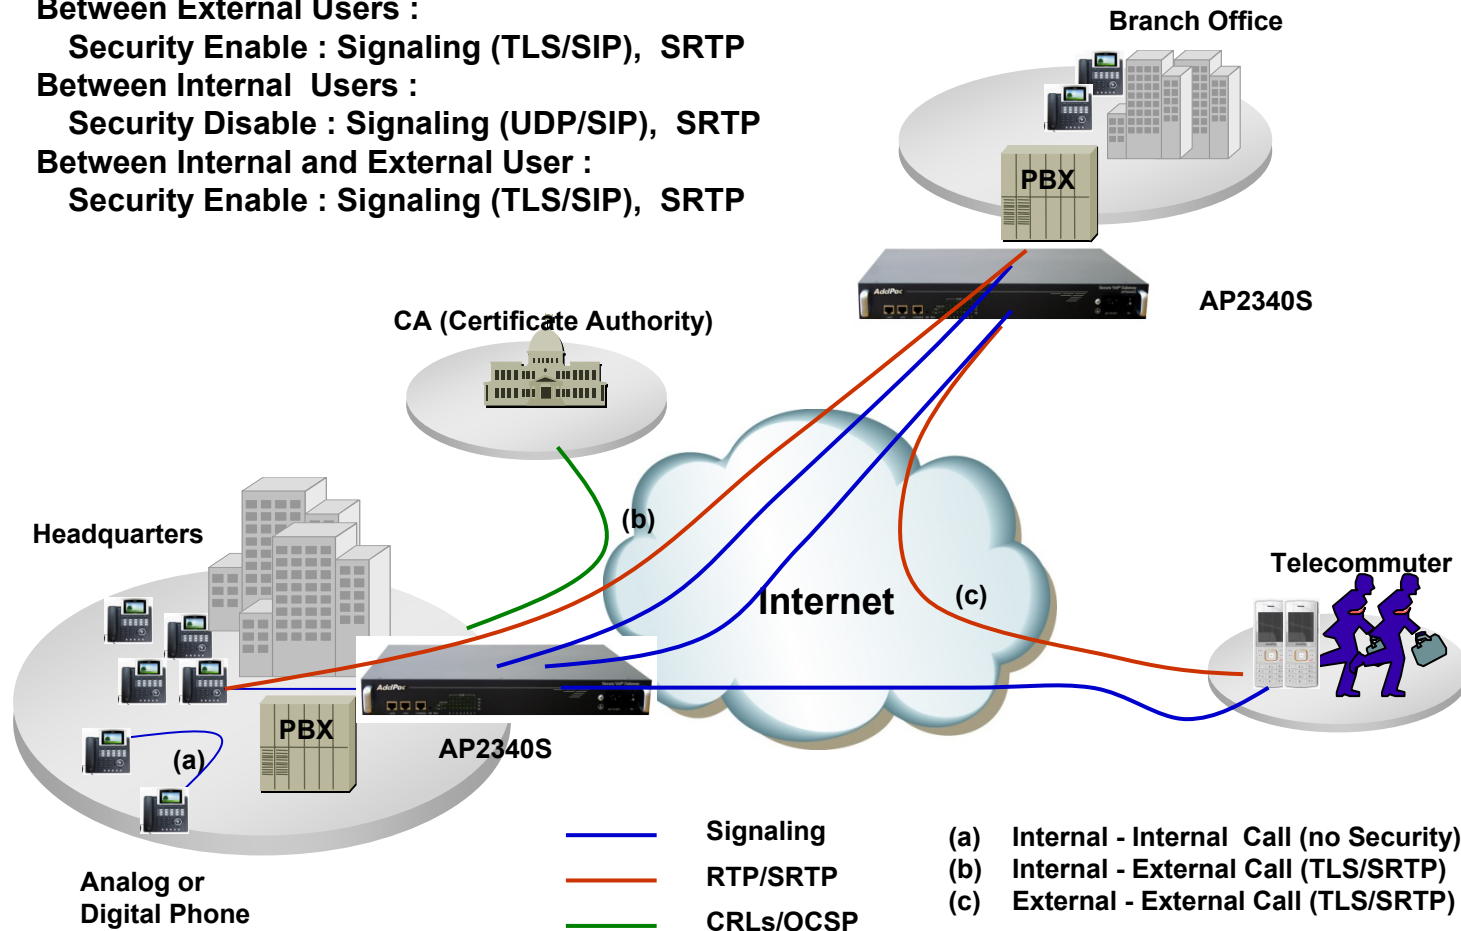 Between External Users :
Security Enable : Signaling (TLS/SIP), SRTP
Between Internal Users :
Security Disable : Signaling (UDP/SIP), SRTP
Between Internal and External User :
Security Enable : Signaling (TLS/SIP), SRTP
Branch Office
PBX
AddPac
AP2340S
CA (Certificate Authority)
Headquarters
(b)
Internet
(c)
Telecommuter
AddPac
PBX
AP2340S
(a)
Analog or
Digital Phone
Signaling
RTP/SRTP
CRLs/OCSP
(a) Internal - Internal Call (no Security)
(b) Internal - External Call (TLS/SRTP)
(c) External - External Call (TLS/SRTP)